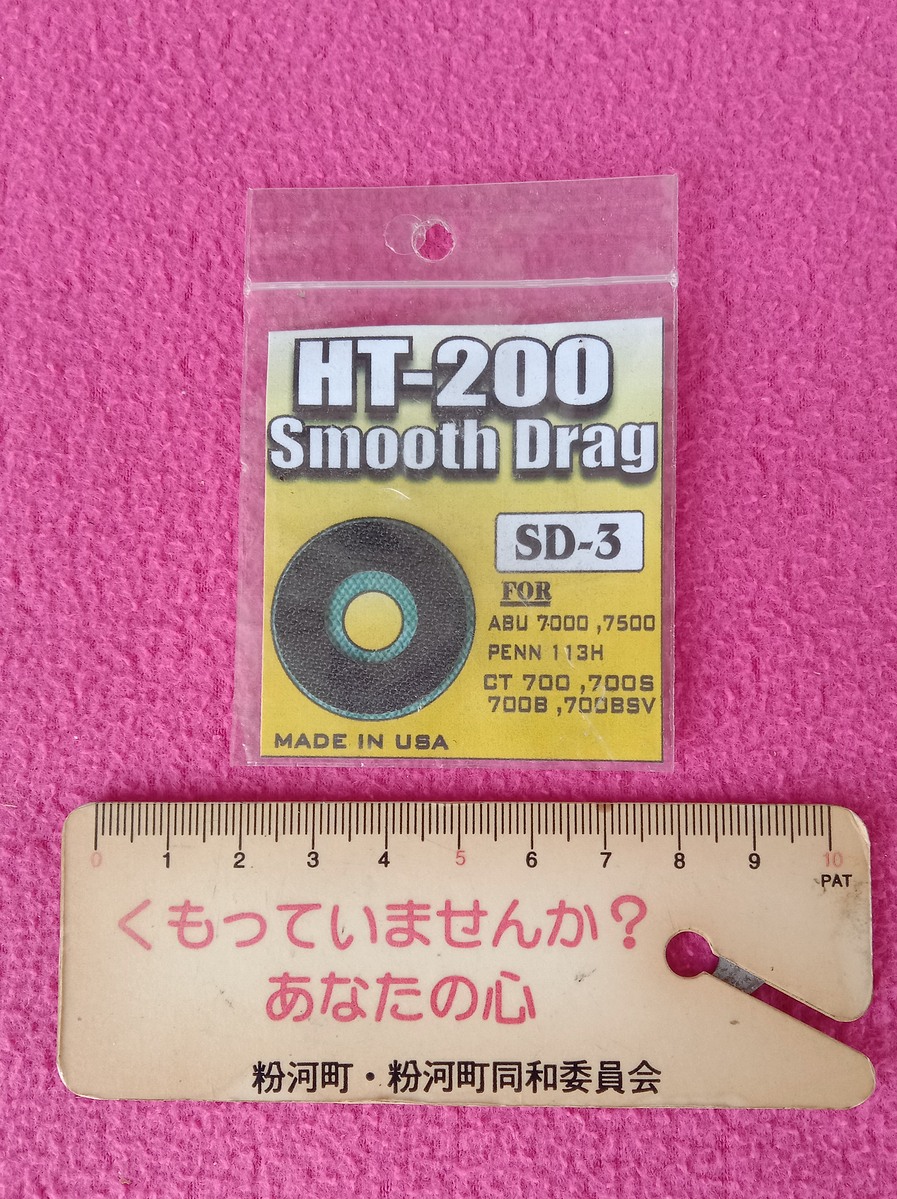 HT-200
Smooth Drag
SD-3
FOR
ABU 7000 ,7500
PENN 113H
CT 700 ,700S
700B ,700BSV
MADE IN USA
0 1 2 3 4 5 6 7 8 9 10
PAT
くもっていませんか？
あなたの心
粉河町・粉河町同和委員会